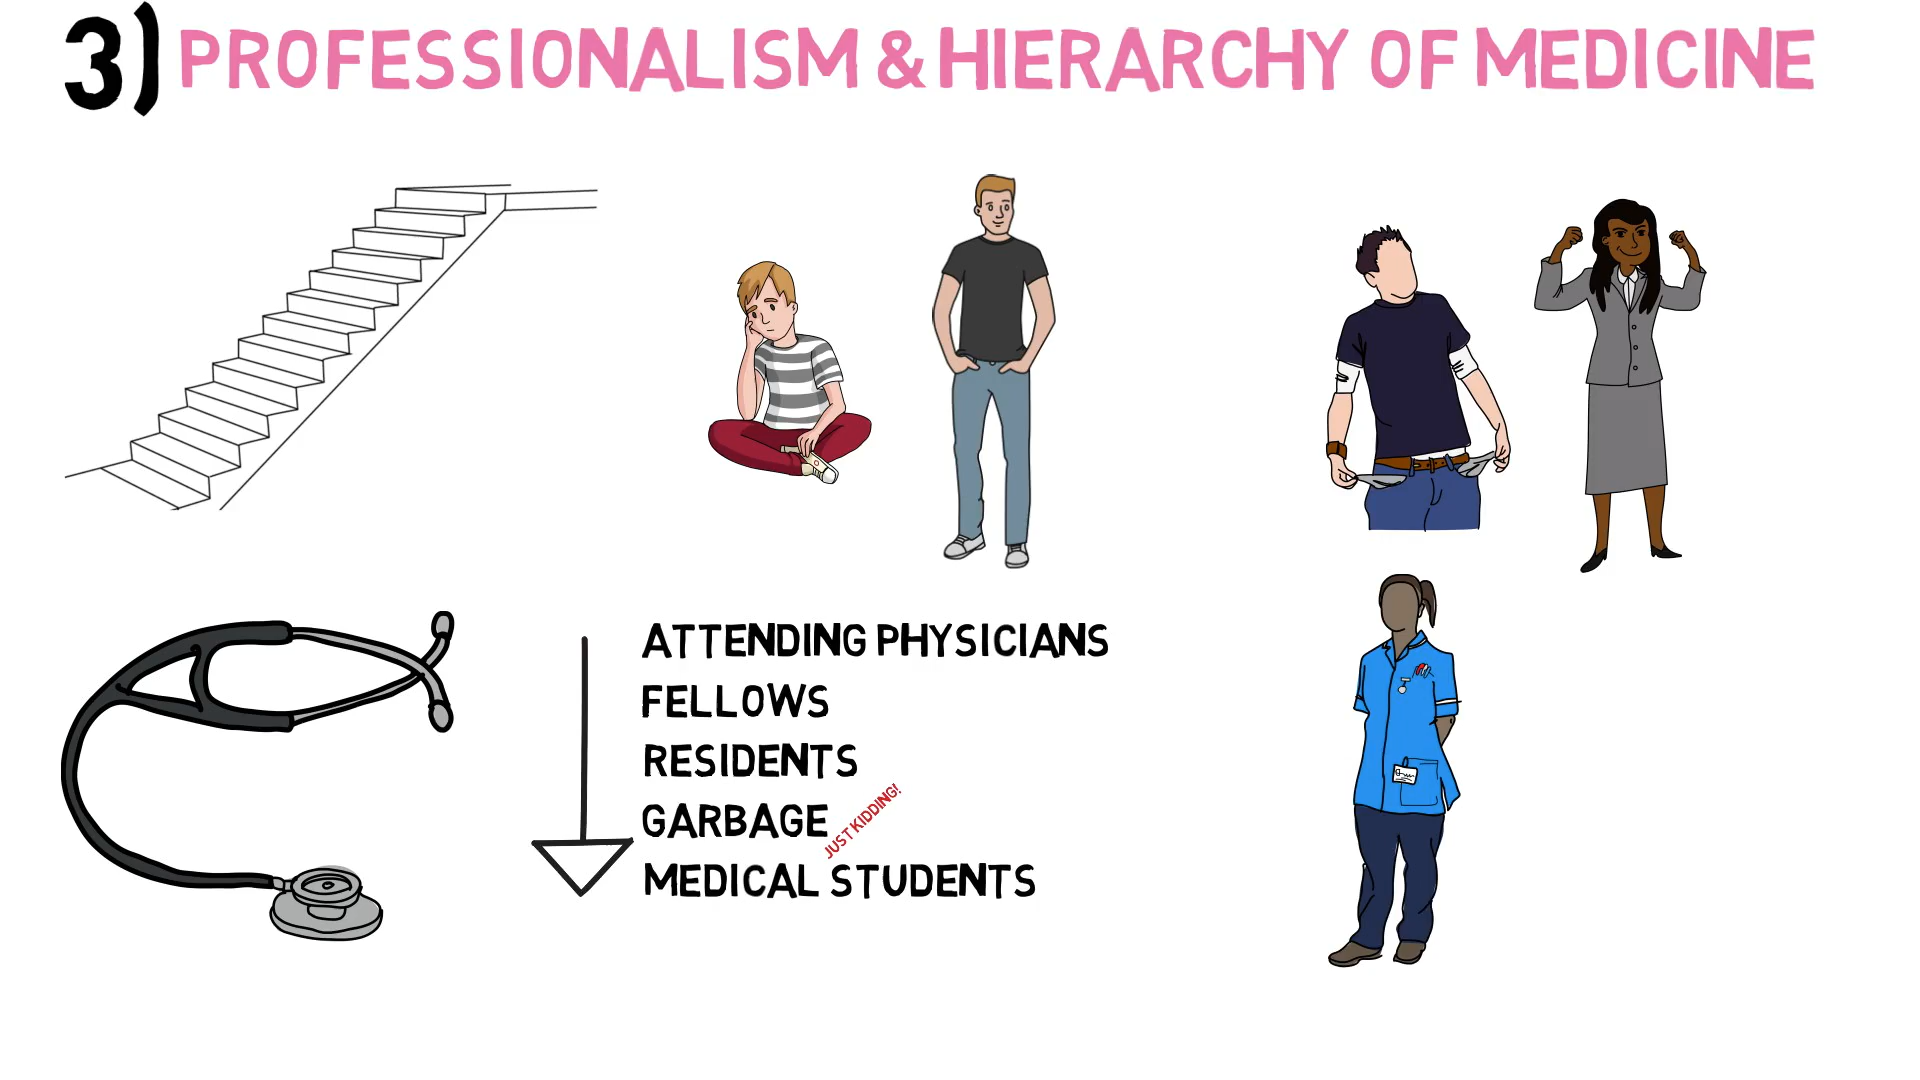 3) PROFESSIONALISM & HIERARCHY OF MEDICINE
ATTENDING PHYSICIANS
FELLOWS
RESIDENTS
GARBAGE
JUST KIDDING!
MEDICAL STUDENTS